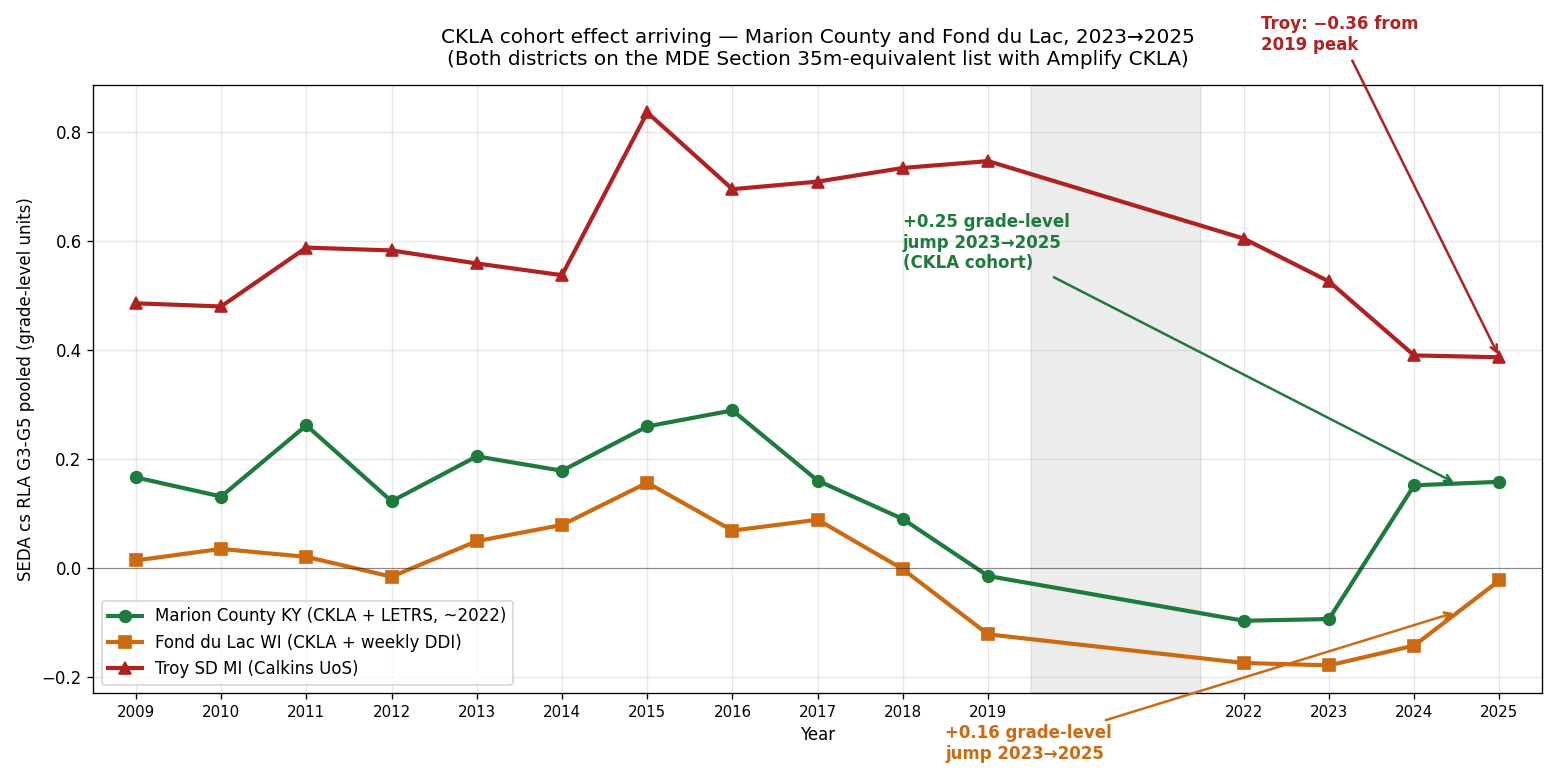 CKLA cohort effect arriving — Marion County and Fond du Lac, 2023→2025
(Both districts on the MDE Section 35m-equivalent list with Amplify CKLA)
Troy: −0.36 from
2019 peak
SEDA cs RLA G3-G5 pooled (grade-level units)
0.8
0.6
0.4
0.2
0.0
−0.2
+0.25 grade-level
jump 2023→2025
(CKLA cohort)
Marion County KY (CKLA + LETRS, ~2022)
Fond du Lac WI (CKLA + weekly DDI)
Troy SD MI (Calkins UoS)
2009 2010 2011 2012 2013 2014 2015 2016 2017 2018 2019 2022 2023 2024 2025
Year
+0.16 grade-level
jump 2023→2025